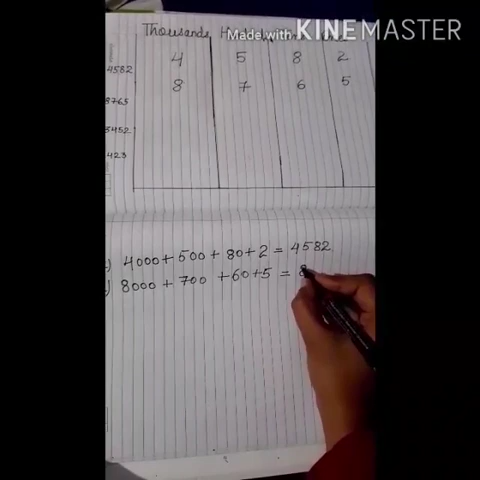 Made with KINEMASTER
Thousands
4582 4 5 8 2
8765 8 7 6 5
5452
423
4000 + 500 + 80 + 2 = 4582
8000 + 700 + 60 + 5 = 8